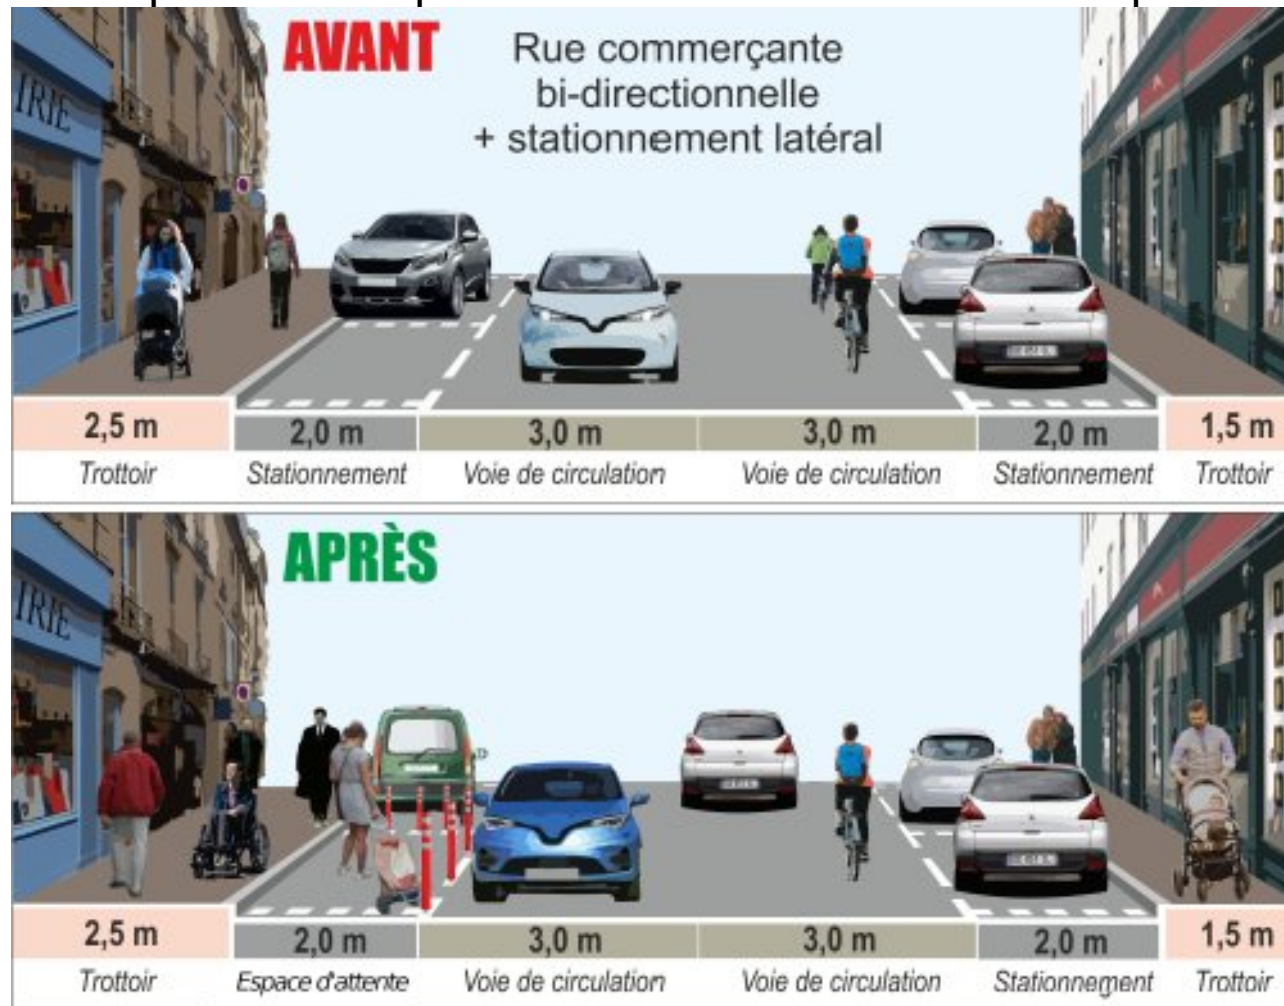 AVANT
Rue commerçante
bi-directionnelle
+ stationnement latéral
IRIE
2,5 m
2,0 m
3,0 m
3,0 m
2,0 m
1,5 m
Trottoir
Stationnement
Voie de circulation
Voie de circulation
Stationnement
Trottoir
APRÈS
IRIE
2,5 m
2,0 m
3,0 m
3,0 m
2,0 m
1,5 m
Trottoir
Espace d'attente
Voie de circulation
Voie de circulation
Stationnement
Trottoir